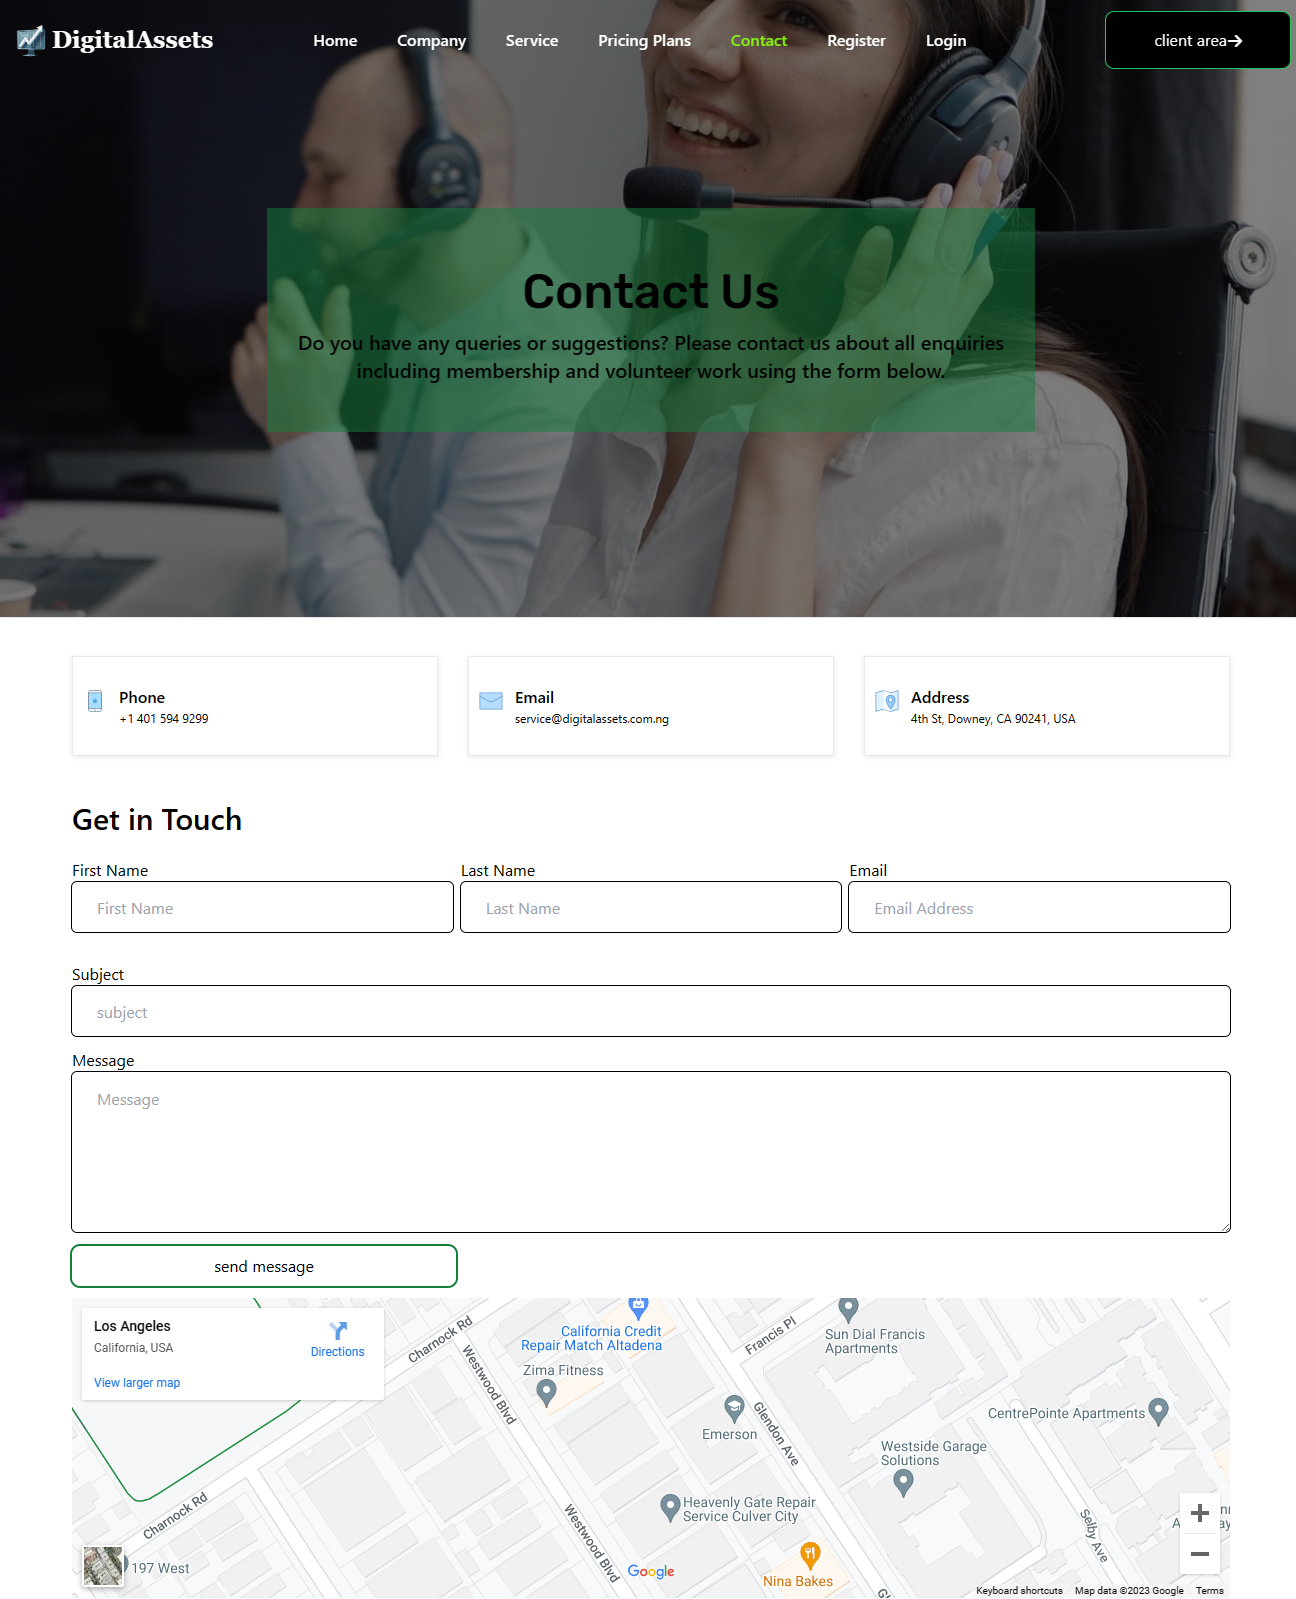 DigitalAssets
Home Company Service Pricing Plans Contact Register Login
client area
Contact Us
Do you have any queries or suggestions? Please contact us about all enquiries
including membership and volunteer work using the form below.
Phone
+1 401 594 9299
Email
service@digitalassets.com.ng
Address
4th St, Downey, CA 90241, USA
Get in Touch
First Name
First Name
Last Name
Last Name
Email
Email Address
Subject
subject
Message
Message
send message
Los Angeles
California, USA
Directions
View larger map
Charnock Rd
Westwood Blvd
California Credit
Repair Match Altadena
Zima Fitness
Francis Pl
Sun Dial Francis
Apartments
Emerson
Glendon Ave
CentrePointe Apartments
Westside Garage
Solutions
Heavenly Gate Repair
Service Culver City
Charnock Rd
Westwood Blvd
Selby Ave
197 West
Google
Nina Bakes
Keyboard shortcuts Map data ©2023 Google Terms